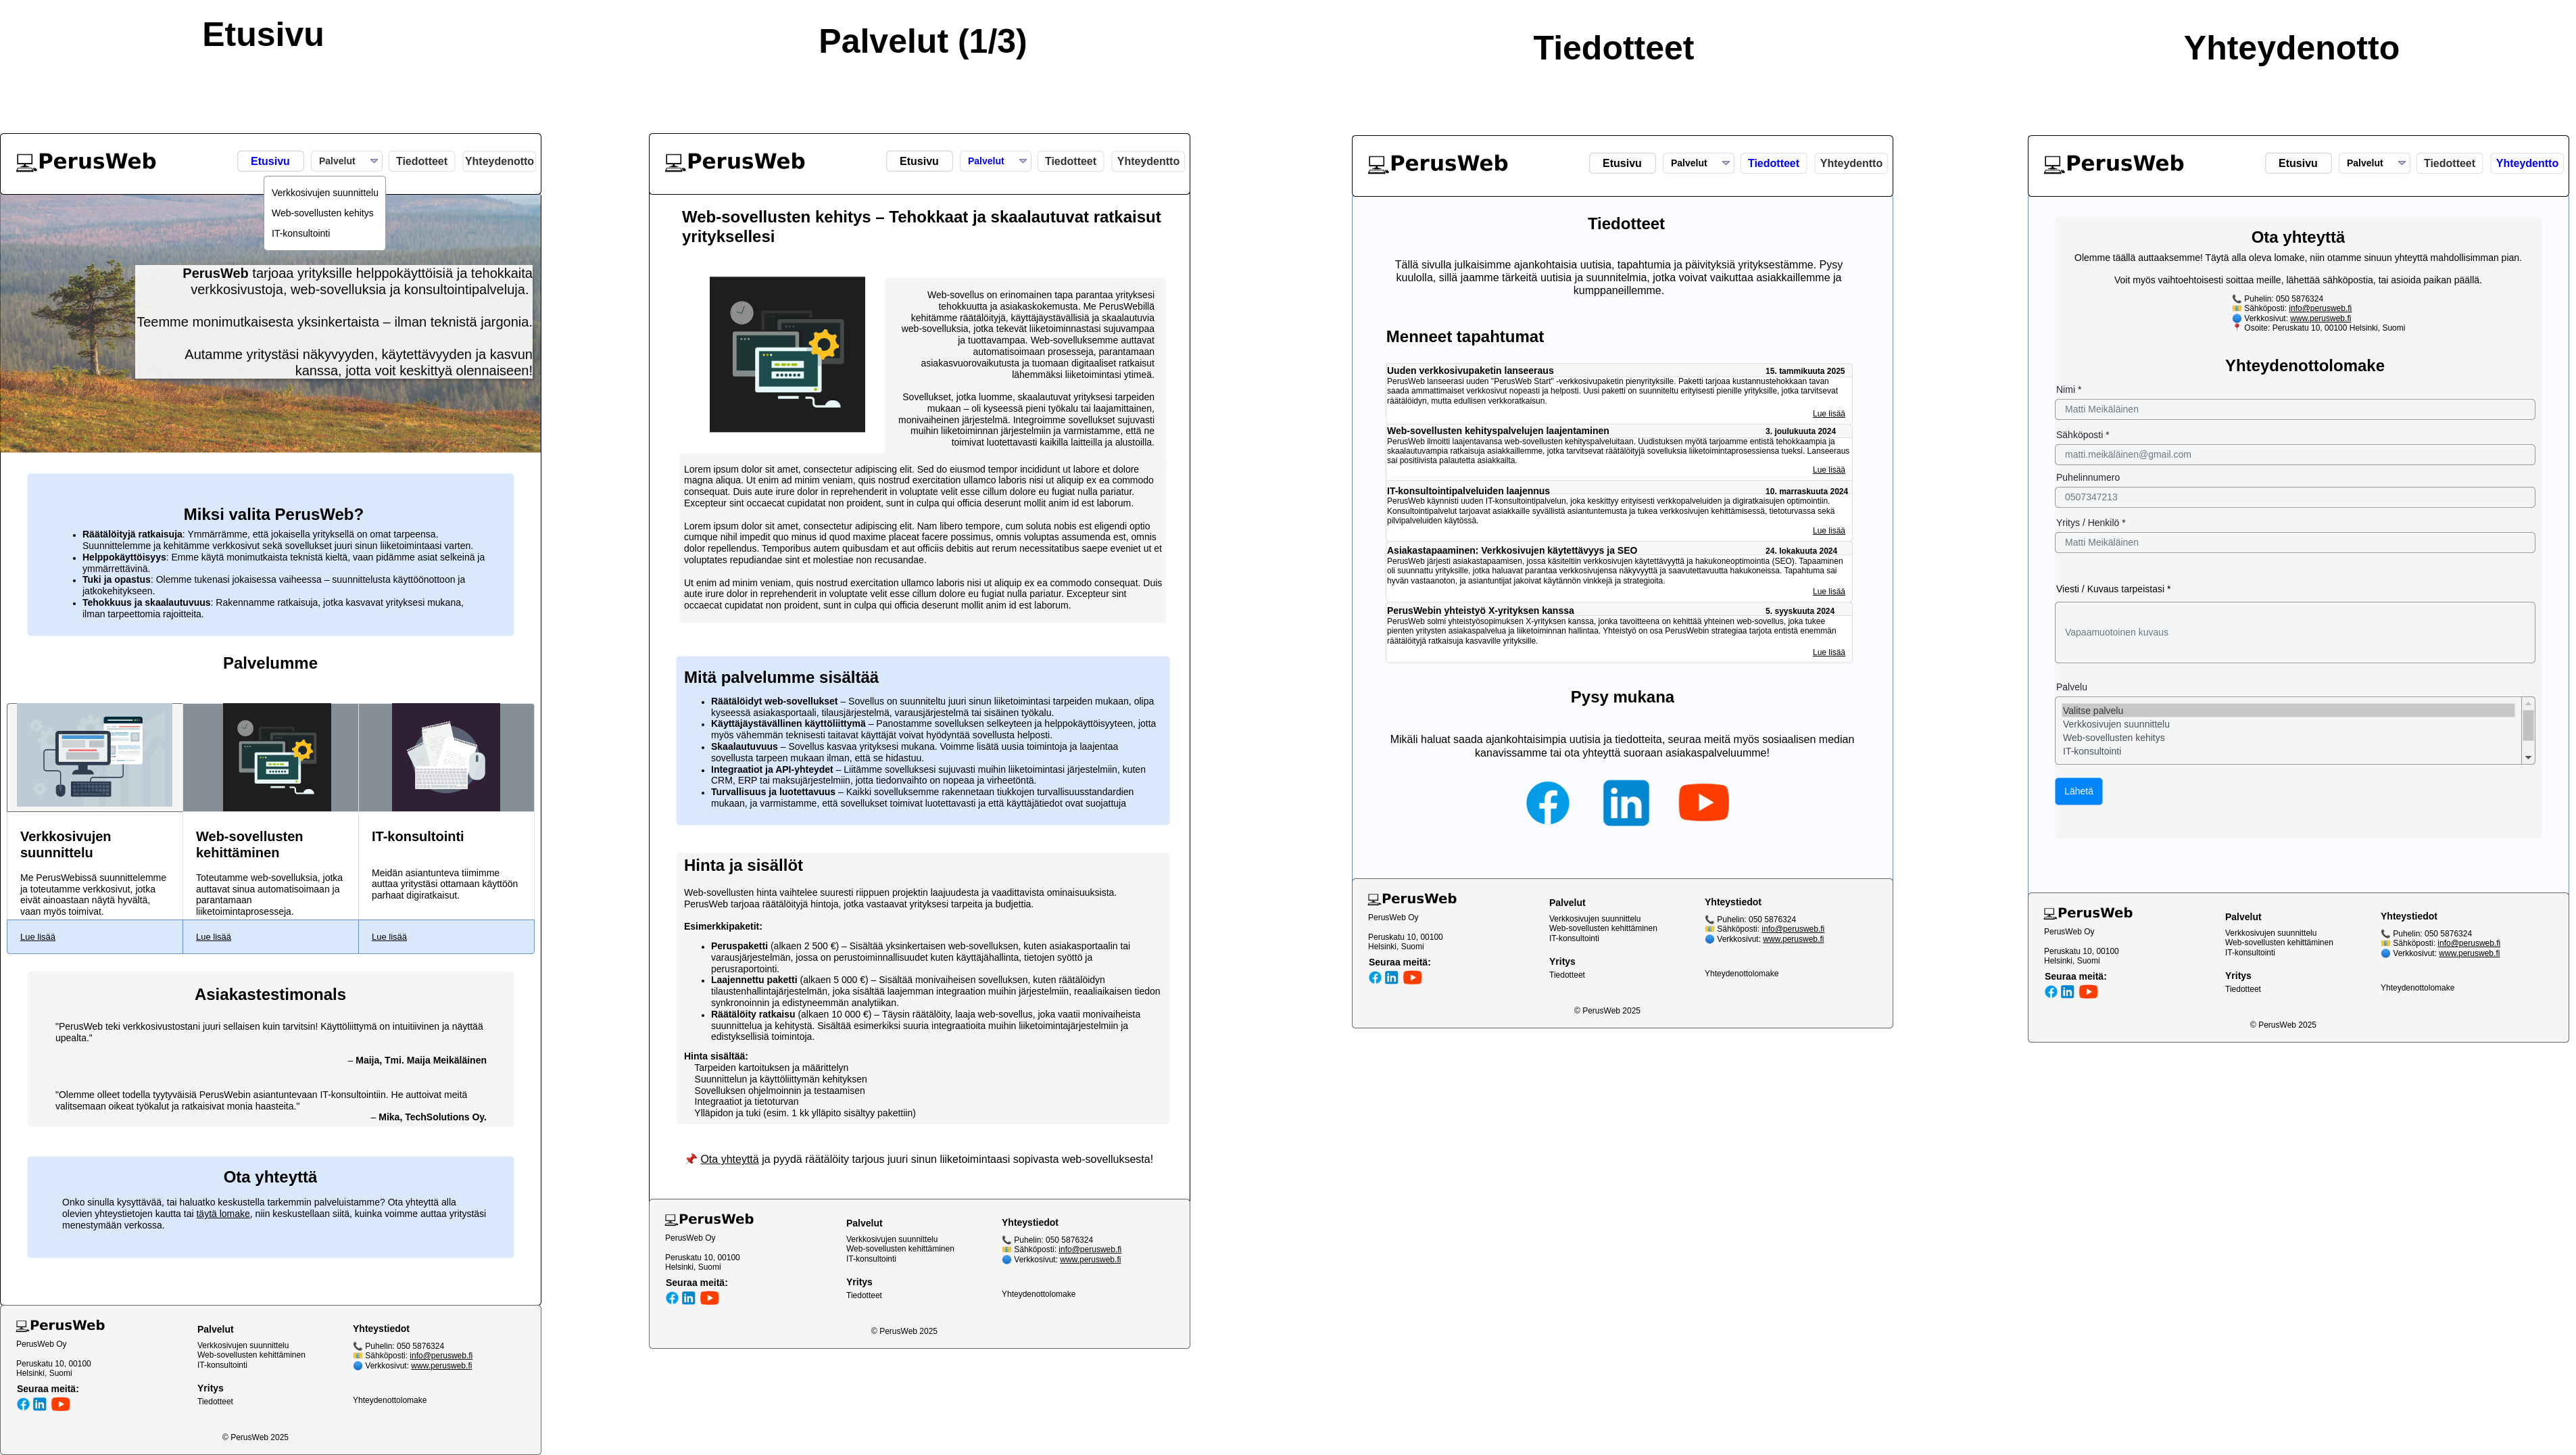 Etusivu
PerusWeb
Etusivu
Palvelut
Tiedotteet
Yhteydenotto
Verkkosivujen suunnittelu
Web-sovellusten kehitys
IT-konsultointi
PerusWeb tarjoaa yrityksille helppokäyttöisiä ja tehokkaita
verkkosivustoja, web-sovelluksia ja konsultointipalveluja.
Teemme monimutkaisesta yksinkertaista – ilman teknistä jargonia.
Autamme yritystäsi näkyvyyden, käytettävyyden ja kasvun
kanssa, jotta voit keskittyä olennaiseen!
Miksi valita PerusWeb?
• Räätälöityjä ratkaisuja: Ymmärrämme, että jokaisella yrityksellä on omat tarpeensa.
Suunnittelemme ja kehitämme verkkosivut sekä sovellukset juuri sinun liiketoimintaasi varten.
• Helppokäyttöisyys: Emme käytä monimutkaista teknistä kieltä, vaan pidämme asiat selkeinä ja
ymmärrettävinä.
• Tuki ja opastus: Olemme tukenasi jokaisessa vaiheessa – suunnittelusta käyttöönottoon ja
jatkokehitykseen.
• Tehokkuus ja skaalautuvuus: Rakennamme ratkaisuja, jotka kasvavat yrityksesi mukana,
ilman tarpeettomia rajoitteita.
Palvelumme
Verkkosivujen
suunnittelu
Me PerusWebissä suunnittelemme
ja toteutamme verkkosivut, jotka
eivät ainoastaan näytä hyvältä,
vaan myös toimivat.
Lue lisää
Web-sovellusten
kehittäminen
Toteutamme web-sovelluksia, jotka
auttavat sinua automatisoimaan ja
parantamaan
liiketoimintaprosesseja.
Lue lisää
IT-konsultointi
Meidän asiantunteva tiimimme
auttaa yritystäsi ottamaan käyttöön
parhaat digiratkaisut.
Lue lisää
Asiakastestimonals
"PerusWeb teki verkkosivustostani juuri sellaisen kuin tarvitsin! Käyttöliittymä on intuitiivinen ja näyttää
upealta."
– Maija, Tmi. Maija Meikäläinen
"Olemme olleet todella tyytyväisiä PerusWebin asiantuntevaan IT-konsultointiin. He auttoivat meitä
valitsemaan oikeat työkalut ja ratkaisivat monia haasteita."
– Mika, TechSolutions Oy.
Ota yhteyttä
Onko sinulla kysyttävää, tai haluatko keskustella tarkemmin palveluistamme? Ota yhteyttä alla
olevien yhteystietojen kautta tai täytä lomake, niin keskustellaan siitä, kuinka voimme auttaa yritystäsi
menestymään verkossa.
PerusWeb
PerusWeb Oy
Peruskatu 10, 00100
Helsinki, Suomi
Seuraa meitä:
Palvelut
Verkkosivujen suunnittelu
Web-sovellusten kehittäminen
IT-konsultointi
Yritys
Tiedotteet
Yhteystiedot
📞 Puhelin: 050 5876324
📧 Sähköposti: info@perusweb.fi
🔵 Verkkosivut: www.perusweb.fi
Yhteydenottolomake
© PerusWeb 2025
Palvelut (1/3)
PerusWeb
Etusivu
Palvelut
Tiedotteet
Yhteydentto
Web-sovellusten kehitys – Tehokkaat ja skaalautuvat ratkaisut
yrityksellesi
Web-sovellus on erinomainen tapa parantaa yrityksesi
tehokkuutta ja asiakaskokemusta. Me PerusWebillä
kehitämme räätälöityjä, käyttäjäystävällisiä ja skaalautuvia
web-sovelluksia, jotka tekevät liiketoiminnastasi sujuvampaa
ja tuottavampaa. Web-sovelluksemme auttavat
automatisoimaan prosesseja, parantamaan
asiakasvuorovaikutusta ja tuomaan digitaaliset ratkaisut
lähemmäksi liiketoimintasi ytimeä.
Sovellukset, jotka luomme, skaalautuvat yrityksesi tarpeiden
mukaan – oli kyseessä pieni työkalu tai laajamittainen,
monivaiheinen järjestelmä. Integroimme sovellukset sujuvasti
muihin liiketoiminnan järjestelmiin ja varmistamme, että ne
toimivat luotettavasti kaikilla laitteilla ja alustoilla.
Lorem ipsum dolor sit amet, consectetur adipiscing elit. Sed do eiusmod tempor incididunt ut labore et dolore
magna aliqua. Ut enim ad minim veniam, quis nostrud exercitation ullamco laboris nisi ut aliquip ex ea commodo
consequat. Duis aute irure dolor in reprehenderit in voluptate velit esse cillum dolore eu fugiat nulla pariatur.
Excepteur sint occaecat cupidatat non proident, sunt in culpa qui officia deserunt mollit anim id est laborum.
Lorem ipsum dolor sit amet, consectetur adipiscing elit. Nam libero tempore, cum soluta nobis est eligendi optio
cumque nihil impedit quo minus id quod maxime placeat facere possimus, omnis voluptas assumenda est, omnis
dolor repellendus. Temporibus autem quibusdam et aut officiis debitis aut rerum necessitatibus saepe eveniet ut et
voluptates repudiandae sint et molestiae non recusandae.
Ut enim ad minim veniam, quis nostrud exercitation ullamco laboris nisi ut aliquip ex ea commodo consequat. Duis
aute irure dolor in reprehenderit in voluptate velit esse cillum dolore eu fugiat nulla pariatur. Excepteur sint
occaecat cupidatat non proident, sunt in culpa qui officia deserunt mollit anim id est laborum.
Mitä palvelumme sisältää
• Räätälöidyt web-sovellukset – Sovellus on suunniteltu juuri sinun liiketoimintasi tarpeiden mukaan, olipa
kyseessä asiakasportaali, tilausjärjestelmä, varausjärjestelmä tai sisäinen työkalu.
• Käyttäjäystävällinen käyttöliittymä – Panostamme sovelluksen selkeyteen ja helppokäyttöisyyteen, jotta
myös vähemmän teknisesti taitavat käyttäjät voivat hyödyntää sovellusta helposti.
• Skaalautuvuus – Sovellus kasvaa yrityksesi mukana. Voimme lisätä uusia toimintoja ja laajentaa
sovellusta tarpeen mukaan ilman, että se hidastuu.
• Integraatiot ja API-yhteydet – Liitämme sovelluksesi sujuvasti muihin liiketoimintasi järjestelmiin, kuten
CRM, ERP tai maksujärjestelmiin, jotta tiedonvaihto on nopeaa ja virheetöntä.
• Turvallisuus ja luotettavuus – Kaikki sovelluksemme rakennetaan tiukkojen turvallisuusstandardien
mukaan, ja varmistamme, että sovellukset toimivat luotettavasti ja että käyttäjätiedot ovat suojattuja
Hinta ja sisällöt
Web-sovellusten hinta vaihtelee suuresti riippuen projektin laajuudesta ja vaadittavista ominaisuuksista.
PerusWeb tarjoaa räätälöityjä hintoja, jotka vastaavat yrityksesi tarpeita ja budjettia.
Esimerkkipaketit:
• Peruspaketti (alkaen 2 500 €) – Sisältää yksinkertaisen web-sovelluksen, kuten asiakasportaalin tai
varausjärjestelmän, jossa on perustoiminnallisuudet kuten käyttäjähallinta, tietojen syöttö ja
perusraportointi.
• Laajennettu paketti (alkaen 5 000 €) – Sisältää monivaiheisen sovelluksen, kuten räätälöidyn
tilaustenhallintajärjestelmän, joka sisältää laajemman integraation muihin järjestelmiin, reaaliaikaisen tiedon
synkronoinnin ja edistyneemmän analytiikan.
• Räätälöity ratkaisu (alkaen 10 000 €) – Täysin räätälöity, laaja web-sovellus, joka vaatii monivaiheista
suunnittelua ja kehitystä. Sisältää esimerkiksi suuria integraatioita muihin liiketoimintajärjestelmiin ja
edistyksellisiä toimintoja.
Hinta sisältää:
Tarpeiden kartoituksen ja määrittelyn
Suunnittelun ja käyttöliittymän kehityksen
Sovelluksen ohjelmoinnin ja testaamisen
Integraatiot ja tietoturvan
Ylläpidon ja tuki (esim. 1 kk ylläpito sisältyy pakettiin)
📌 Ota yhteyttä ja pyydä räätälöity tarjous juuri sinun liiketoimintaasi sopivasta web-sovelluksesta!
PerusWeb
PerusWeb Oy
Peruskatu 10, 00100
Helsinki, Suomi
Seuraa meitä:
Palvelut
Verkkosivujen suunnittelu
Web-sovellusten kehittäminen
IT-konsultointi
Yritys
Tiedotteet
Yhteystiedot
📞 Puhelin: 050 5876324
📧 Sähköposti: info@perusweb.fi
🔵 Verkkosivut: www.perusweb.fi
Yhteydenottolomake
© PerusWeb 2025
Tiedotteet
PerusWeb
Etusivu
Palvelut
Tiedotteet
Yhteydentto
Tiedotteet
Tällä sivulla julkaisimme ajankohtaisia uutisia, tapahtumia ja päivityksiä yrityksestämme. Pysy
kuulolla, sillä jaamme tärkeitä uutisia ja suunnitelmia, jotka voivat vaikuttaa asiakkaillemme ja
kumppaneillemme.
Menneet tapahtumat
Uuden verkkosivupaketin lanseeraus
15. tammikuuta 2025
PerusWeb lanseerasi uuden "PerusWeb Start" -verkkosivupaketin pienyrityksille. Paketti tarjoaa kustannustehokkaan tavan
saada ammattimaiset verkkosivut nopeasti ja helposti. Uusi paketti on suunniteltu erityisesti pienille yrityksille, jotka tarvitsevat
räätälöidyn, mutta edullisen verkkoratkaisun.
Lue lisää
Web-sovellusten kehityspalvelujen laajentaminen
3. joulukuuta 2024
PerusWeb ilmoitti laajentavansa web-sovellusten kehityspalveluitaan. Uudistuksen myötä tarjoamme entistä tehokkaampia ja
skaalautuvampia ratkaisuja asiakkaillemme, jotka tarvitsevat räätälöityjä sovelluksia liiketoimintaprosessiensa tueksi. Lanseeraus
sai positiivista palautetta asiakkailta.
Lue lisää
IT-konsultointipalveluiden laajennus
10. marraskuuta 2024
PerusWeb käynnisti uuden IT-konsultointipalvelun, joka keskittyy erityisesti verkkopalveluiden ja digiratkaisujen optimointiin.
Konsultointipalvelut tarjoavat asiakkaille syvällistä asiantuntemusta ja tukea verkkosivujen kehittämisessä, tietoturvassa sekä
pilvipalveluiden käytössä.
Lue lisää
Asiakastapaaminen: Verkkosivujen käytettävyys ja SEO
24. lokakuuta 2024
PerusWeb järjesti asiakastapaamisen, jossa käsiteltiin verkkosivujen käytettävyyttä ja hakukoneoptimointia (SEO). Tapaaminen
oli suunnattu yrityksille, jotka haluavat parantaa verkkosivujensa näkyvyyttä ja saavutettavuutta hakukoneissa. Tapahtuma sai
hyvän vastaanoton, ja asiantuntijat jakoivat käytännön vinkkejä ja strategioita.
Lue lisää
PerusWebin yhteistyö X-yrityksen kanssa
5. syyskuuta 2024
PerusWeb solmi yhteistyösopimuksen X-yrityksen kanssa, jonka tavoitteena on kehittää yhteinen web-sovellus, joka tukee
pienten yritysten asiakaspalvelua ja liiketoiminnan hallintaa. Yhteistyö on osa PerusWebin strategiaa tarjota entistä enemmän
räätälöityjä ratkaisuja kasvaville yrityksille.
Lue lisää
Pysy mukana
Mikäli haluat saada ajankohtaisimpia uutisia ja tiedotteita, seuraa meitä myös sosiaalisen median
kanavissamme tai ota yhteyttä suoraan asiakaspalveluumme!
PerusWeb
PerusWeb Oy
Peruskatu 10, 00100
Helsinki, Suomi
Seuraa meitä:
Palvelut
Verkkosivujen suunnittelu
Web-sovellusten kehittäminen
IT-konsultointi
Yritys
Tiedotteet
Yhteystiedot
📞 Puhelin: 050 5876324
📧 Sähköposti: info@perusweb.fi
🔵 Verkkosivut: www.perusweb.fi
Yhteydenottolomake
© PerusWeb 2025
Yhteydenotto
PerusWeb
Etusivu
Palvelut
Tiedotteet
Yhteydentto
Ota yhteyttä
Olemme täällä auttaaksemme! Täytä alla oleva lomake, niin otamme sinuun yhteyttä mahdollisimman pian.
Voit myös vaihtoehtoisesti soittaa meille, lähettää sähköpostia, tai asioida paikan päällä.
📞 Puhelin: 050 5876324
📧 Sähköposti: info@perusweb.fi
🔵 Verkkosivut: www.perusweb.fi
📍 Osoite: Peruskatu 10, 00100 Helsinki, Suomi
Yhteydenottolomake
Nimi *
Matti Meikäläinen
Sähköposti *
matti.meikäläinen@gmail.com
Puhelinnumero
0507347213
Yritys / Henkilö *
Matti Meikäläinen
Viesti / Kuvaus tarpeistasi *
Vapaamuotoinen kuvaus
Palvelu
Valitse palvelu
Verkkosivujen suunnittelu
Web-sovellusten kehitys
IT-konsultointi
Lähetä
PerusWeb
PerusWeb Oy
Peruskatu 10, 00100
Helsinki, Suomi
Seuraa meitä:
Palvelut
Verkkosivujen suunnittelu
Web-sovellusten kehittäminen
IT-konsultointi
Yritys
Tiedotteet
Yhteystiedot
📞 Puhelin: 050 5876324
📧 Sähköposti: info@perusweb.fi
🔵 Verkkosivut: www.perusweb.fi
Yhteydenottolomake
© PerusWeb 2025